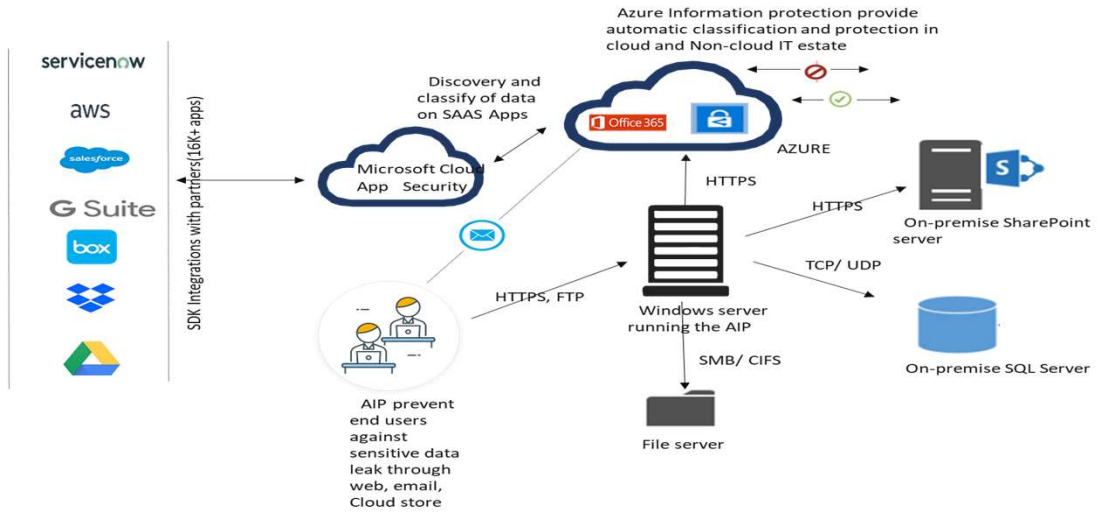 servicenow
aws
salesforce
G Suite
box
SDK Integrations with partners(16K+ apps)
Microsoft Cloud
App Security
Discovery and
classify of data
on SAAS Apps
Azure Information protection provide
automatic classification and protection in
cloud and Non-cloud IT estate
Office 365
AZURE
HTTPS
HTTPS
S
On-premise SharePoint
server
TCP/ UDP
HTTPS, FTP
Windows server
running the AIP
SMB/ CIFS
On-premise SQL Server
File server
AIP prevent
end users
against
sensitive data
leak through
web, email,
Cloud store